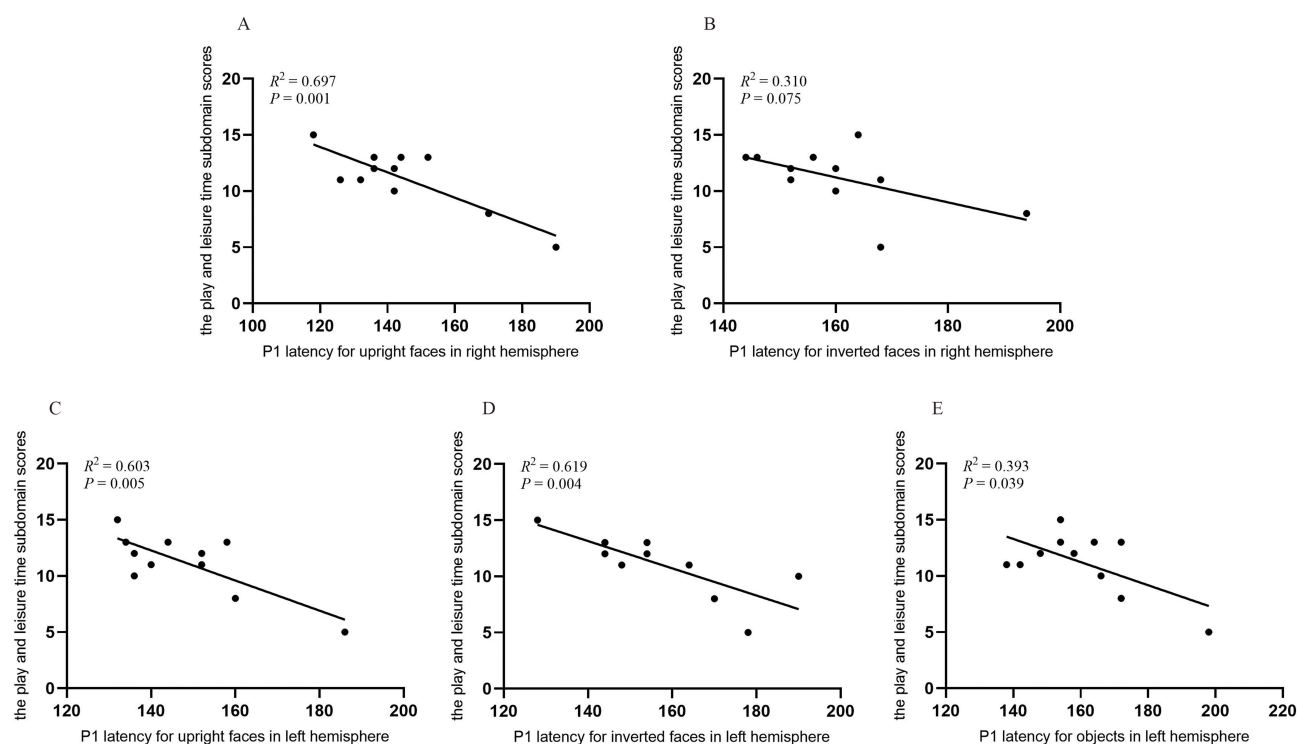 A
the play and leisure time subdomain scores
R² = 0.697
P = 0.001
20
15
10
5
0
100 120 140 160 180 200
P1 latency for upright faces in right hemisphere
B
the play and leisure time subdomain scores
R² = 0.310
P = 0.075
20
15
10
5
0
140 160 180 200
P1 latency for inverted faces in right hemisphere
C
the play and leisure time subdomain scores
R² = 0.603
P = 0.005
20
15
10
5
0
120 140 160 180 200
P1 latency for upright faces in left hemisphere
D
the play and leisure time subdomain scores
R² = 0.619
P = 0.004
20
15
10
5
0
120 140 160 180 200
P1 latency for inverted faces in left hemisphere
E
the play and leisure time subdomain scores
R² = 0.393
P = 0.039
20
15
10
5
0
120 140 160 180 200 220
P1 latency for objects in left hemisphere